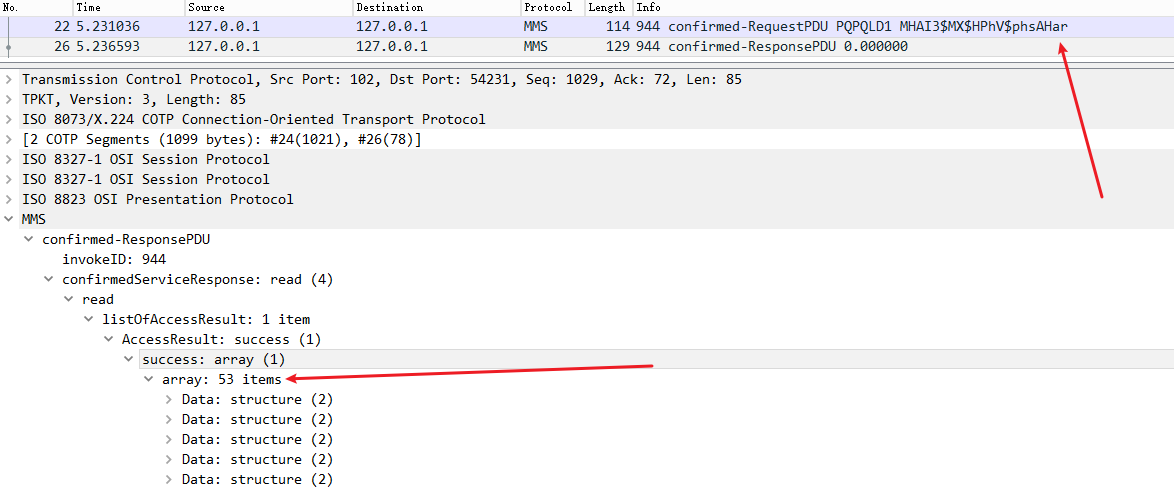 No. Time Source Destination Protocol Length Info
22 5.231036 127.0.0.1 127.0.0.1 MMS 114 944 confirmed-RequestPDU PQPQLD1 MHAI3$MX$HPhV$phsAHar
26 5.236593 127.0.0.1 127.0.0.1 MMS 129 944 confirmed-ResponsePDU 0.000000
Transmission Control Protocol, Src Port: 102, Dst Port: 54231, Seq: 1029, Ack: 72, Len: 85
TPKT, Version: 3, Length: 85
ISO 8073/X.224 COTP Connection-Oriented Transport Protocol
[2 COTP Segments (1099 bytes): #24(1021), #26(78)]
ISO 8327-1 OSI Session Protocol
ISO 8327-1 OSI Session Protocol
ISO 8823 OSI Presentation Protocol
MMS
confirmed-ResponsePDU
invokeID: 944
confirmedServiceResponse: read (4)
read
listOfAccessResult: 1 item
AccessResult: success (1)
success: array (1)
array: 53 items
Data: structure (2)
Data: structure (2)
Data: structure (2)
Data: structure (2)
Data: structure (2)